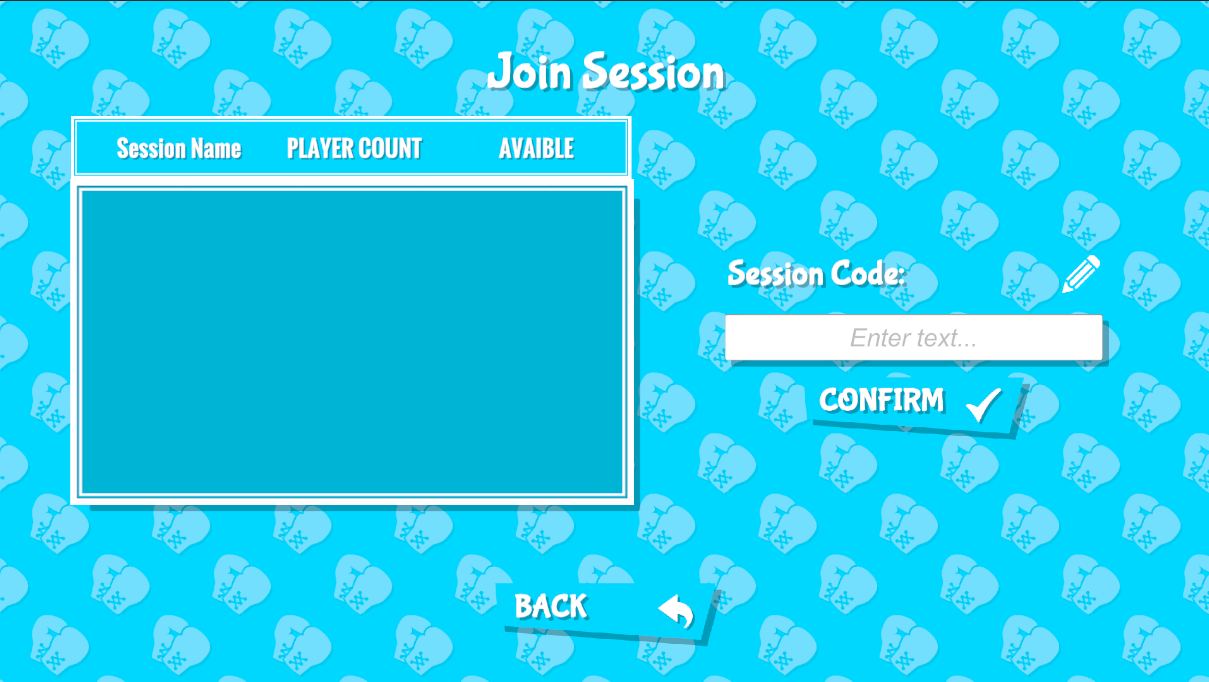 Join Session
Session Name PLAYER COUNT AVAIBLE
Session Code:
Enter text...
CONFIRM
BACK